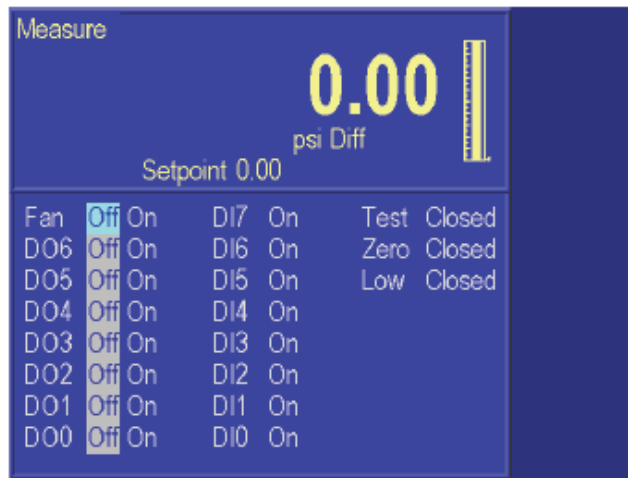 Measure
0.00
psi Diff
Setpoint 0.00
Fan Off On DI7 On Test Closed
DO6 Off On DI6 On Zero Closed
DO5 Off On DI5 On Low Closed
DO4 Off On DI4 On
DO3 Off On DI3 On
DO2 Off On DI2 On
DO1 Off On DI1 On
DO0 Off On DI0 On